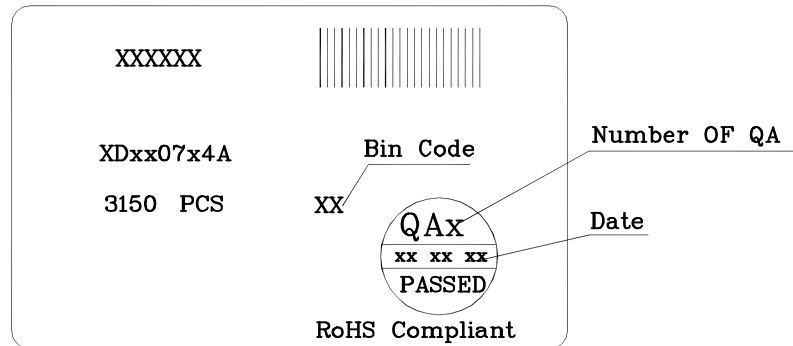 XXXXXX
XDxx07x4A
Bin Code
Number OF QA
3150 PCS
XX
QAx
Date
xx xx xx
PASSED
RoHS Compliant